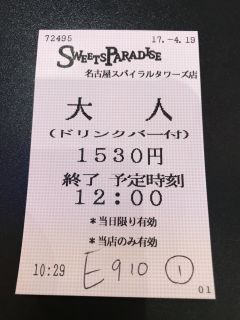 72495 17.-4.19
SWEETS PARADISE
名古屋スパイラルタワーズ店
大人
(ドリンクバー付)
1530円
終了 予定時刻
12:00
*当日限り有効
*当店のみ有効
10:29 E910 ①
01